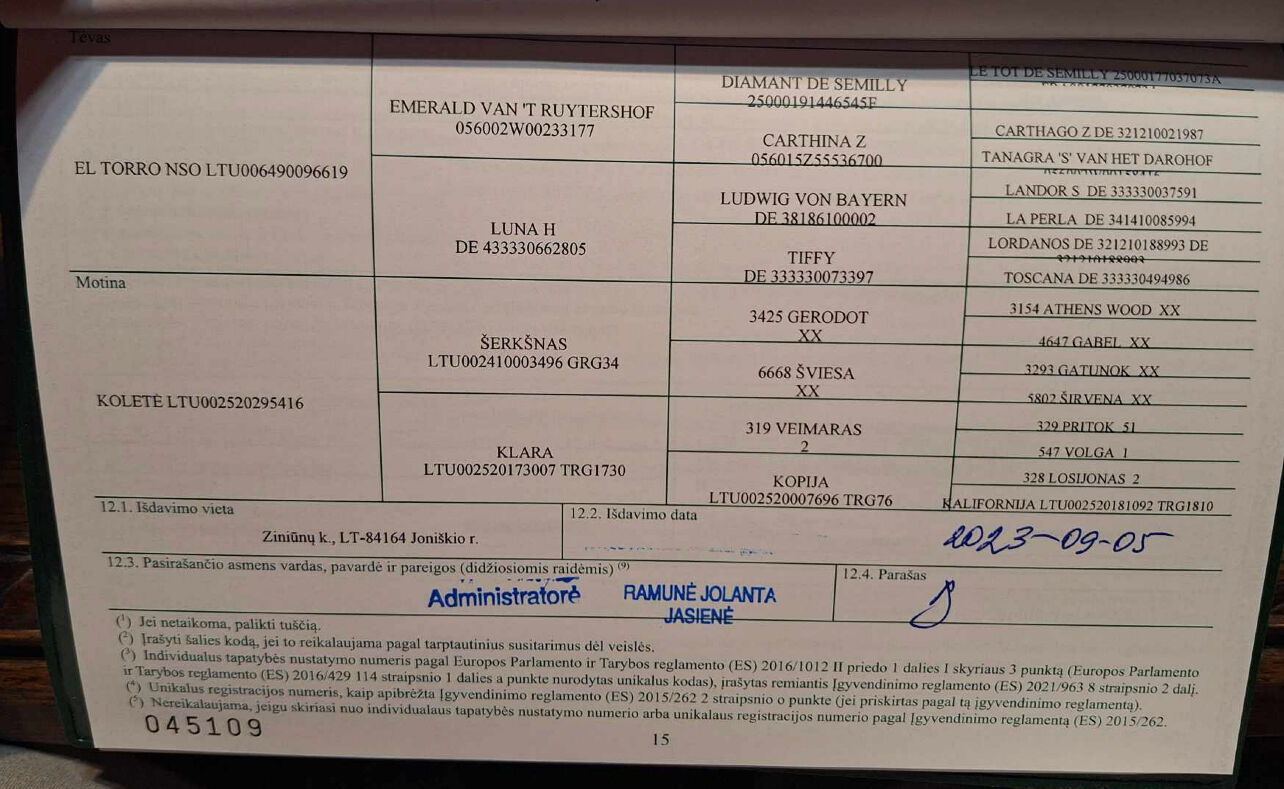 Tėvas
EL TORRO NSO LTU006490096619
EMERALD VAN 'T RUYTERSHOF
056002W00233177
LUNA H
DE 433330662805
DIAMANT DE SEMILLY
25000191446545F
CARTHINA Z
056015Z55536700
LUDWIG VON BAYERN
DE 38186100002
TIFFY
DE 333330073397
LE TOT DE SEMILLY 25000177037073A
CARTHAGO Z DE 321210021987
TANAGRA 'S' VAN HET DAROHOF
LANDOR S DE 333330037591
LA PERLA DE 341410085994
LORDANOS DE 321210188993 DE
321210188993
TOSCANA DE 333330494986
Motina
KOLETĖ LTU002520295416
ŠERKŠNAS
LTU002410003496 GRG34
KLARA
LTU002520173007 TRG1730
3425 GERODOT
XX
6668 ŠVIESA
XX
319 VEIMARAS
2
KOPIJA
LTU002520007696 TRG76
3154 ATHENS WOOD XX
4647 GABEL XX
3293 GATUNOK XX
5802 ŠIRVENA XX
329 PRITOK 51
547 VOLGA 1
328 LOSIJONAS 2
KALIFORNIJA LTU002520181092 TRG1810
12.1. Išdavimo vieta
Ziniūnų k., LT-84164 Joniškio r.
12.2. Išdavimo data
2023-09-05
12.3. Pasirašančio asmens vardas, pavardė ir pareigos (didžiosiomis raidėmis) (9)
Administratorė
RAMUNĖ JOLANTA
JASIENĖ
12.4. Parašas
(1) Jei netaikoma, palikti tuščią.
(2) Įrašyti šalies kodą, jei to reikalaujama pagal tarptautinius susitarimus dėl veislės.
(3) Individualus tapatybės nustatymo numeris pagal Europos Parlamento ir Tarybos reglamento (ES) 2016/1012 II priedo 1 dalies I skyriaus 3 punktą (Europos Parlamento
ir Tarybos reglamento (ES) 2016/429 114 straipsnio 1 dalies a punkte nurodytas unikalus kodas), įrašytas remiantis Įgyvendinimo reglamento (ES) 2021/963 8 straipsnio 2 dalį.
(4) Unikalus registracijos numeris, kaip apibrėžta Įgyvendinimo reglamento (ES) 2015/262 2 straipsnio o punkte (jei priskirtas pagal tą įgyvendinimo reglamentą).
(5) Nereikalaujama, jeigu skiriasi nuo individualaus tapatybės nustatymo numerio arba unikalaus registracijos numerio pagal Įgyvendinimo reglamentą (ES) 2015/262.
045109
15